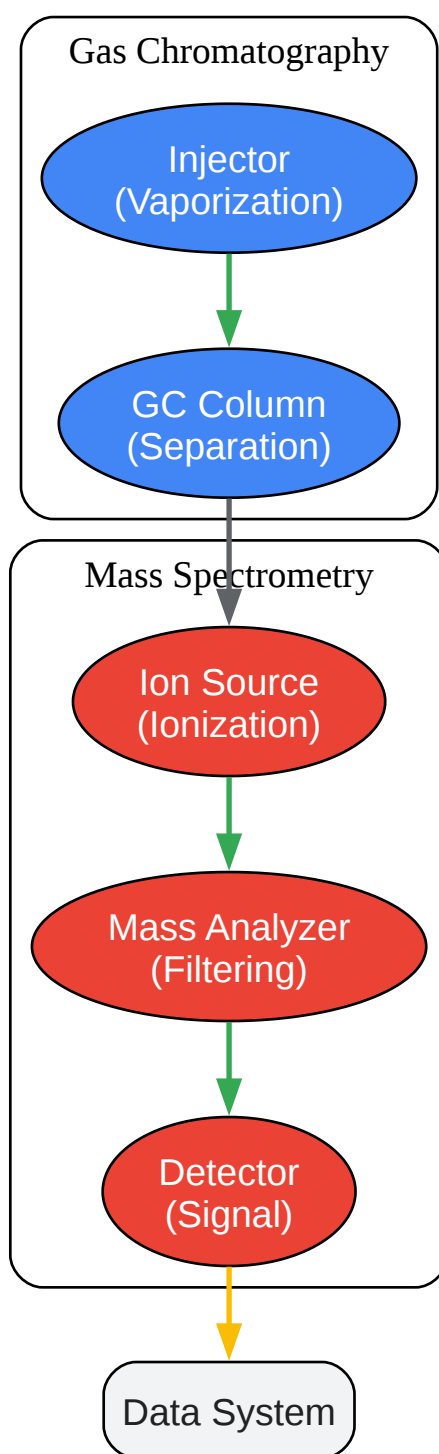 Gas Chromatography
Injector
(Vaporization)
GC Column
(Separation)
Mass Spectrometry
Ion Source
(Ionization)
Mass Analyzer
(Filtering)
Detector
(Signal)
Data System